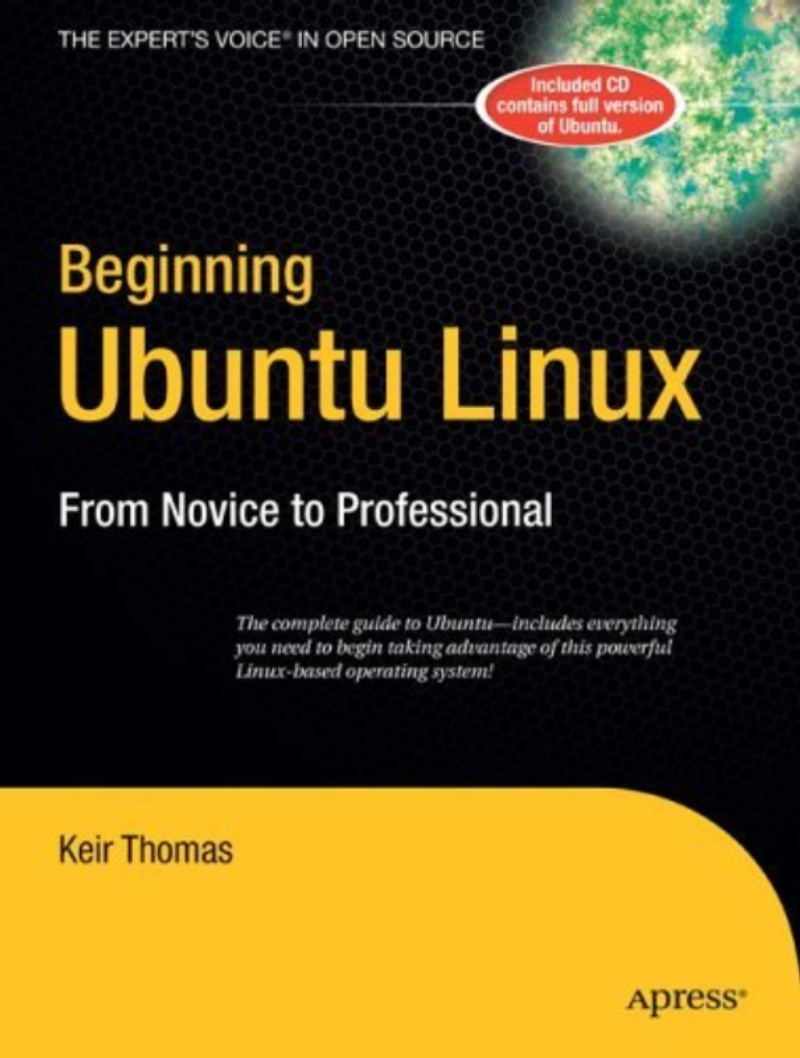 THE EXPERT'S VOICE® IN OPEN SOURCE
Included CD
contains full version
of Ubuntu.
Beginning
Ubuntu Linux
From Novice to Professional
The complete guide to Ubuntu—includes everything
you need to begin taking advantage of this powerful
Linux-based operating system!
Keir Thomas
Apress®